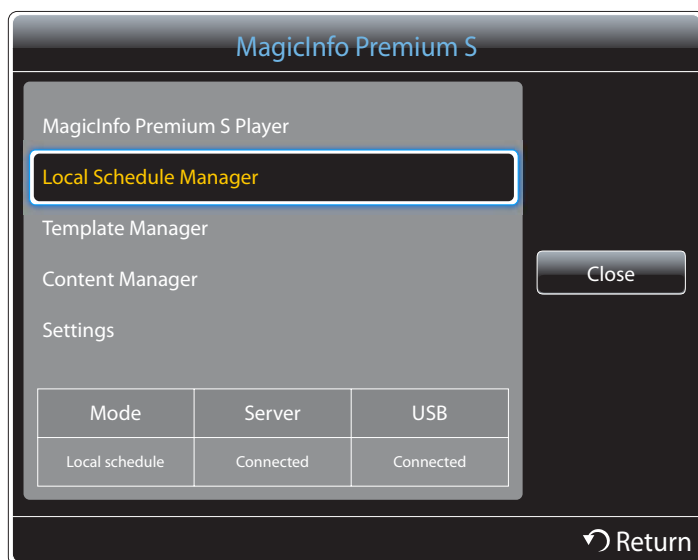 MagicInfo Premium S
MagicInfo Premium S Player
Local Schedule Manager
Template Manager
Content Manager
Settings
Close
Mode Server USB
Local schedule Connected Connected
Return